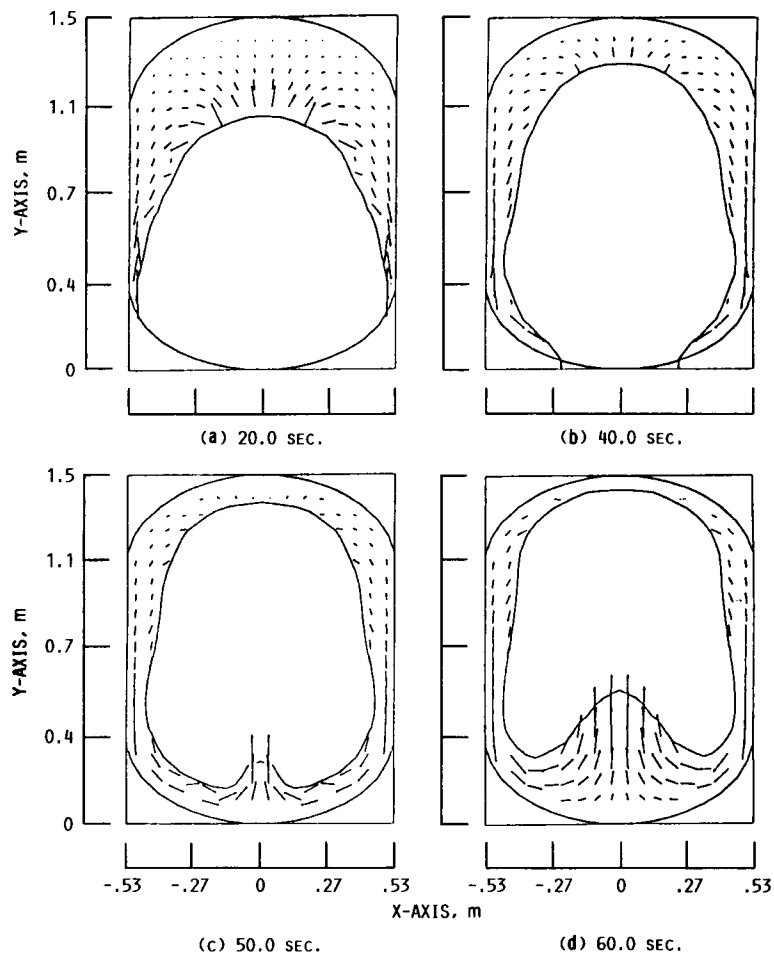 1.5
1.1
0.7
0.4
0
Y-AXIS, m
(a) 20.0 SEC.
(b) 40.0 SEC.
1.5
1.1
0.7
0.4
0
Y-AXIS, m
-.53 -.27 0 .27 .53
-.53 -.27 0 .27 .53
X-AXIS, m
(c) 50.0 SEC.
(d) 60.0 SEC.